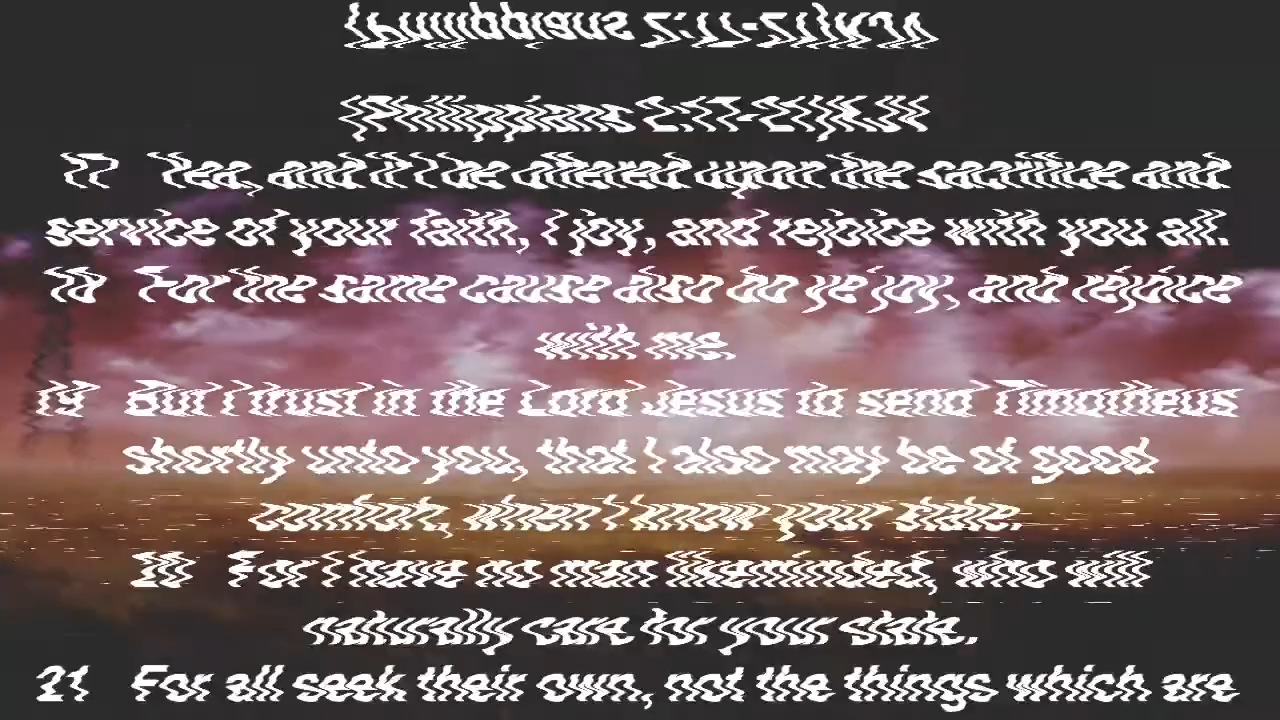 (Philippians 2:17-21)KJV
17 Yea, and if I be offered upon the sacrifice and
service of your faith, I joy, and rejoice with you all.
18 For the same cause also do ye joy, and rejoice
with me.
19 But I trust in the Lord Jesus to send Timotheus
shortly unto you, that I also may be of good
comfort, when I know your state.
20 For I have no man likeminded, who will
naturally care for your state.
21 For all seek their own, not the things which are